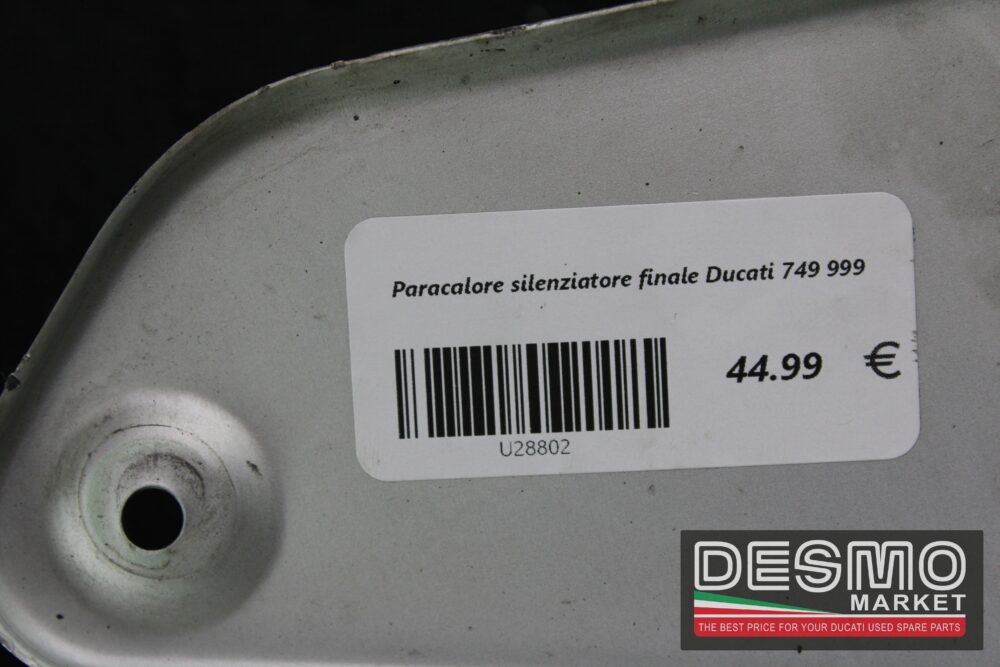 Paracalore silenziatore finale Ducati 749 999
44.99 €
U28802
DESMO
MARKET
THE BEST PRICE FOR YOUR DUCATI USED SPARE PARTS